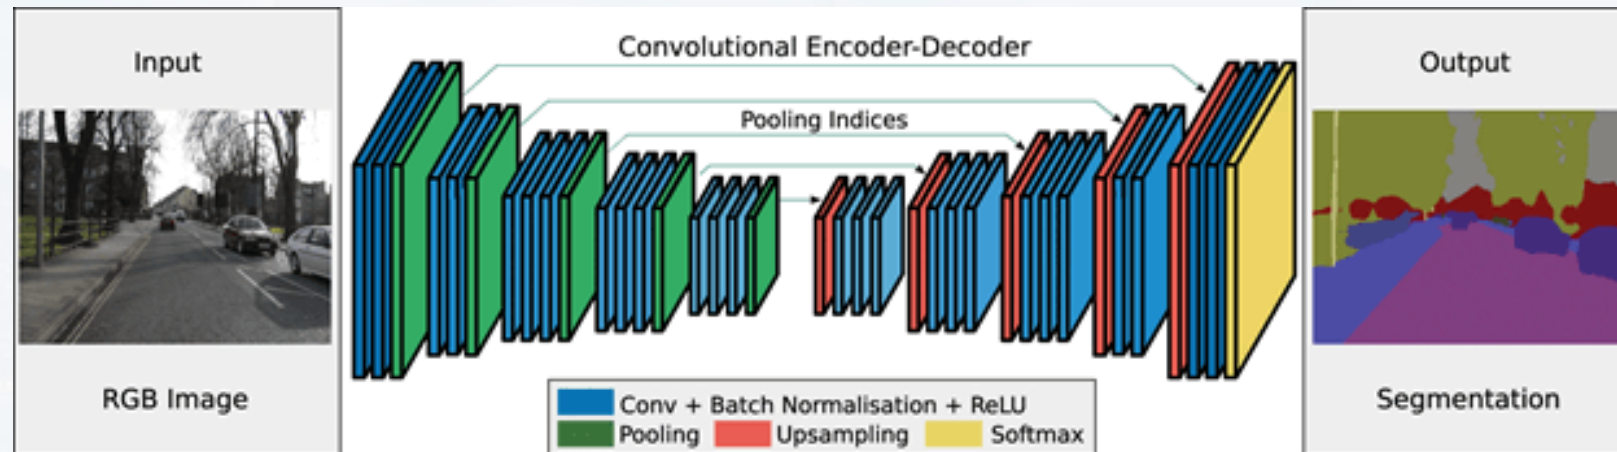 Input
RGB Image
Convolutional Encoder-Decoder
Pooling Indices
Conv + Batch Normalisation + ReLU
Pooling Upsampling Softmax
Output
Segmentation